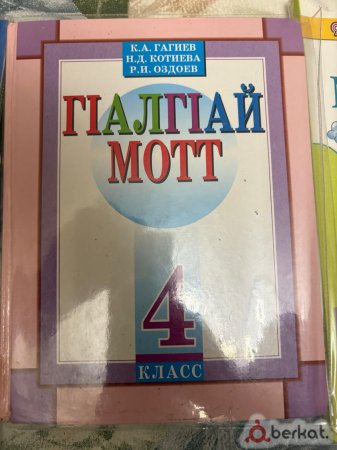 К.А. ГАГИЕВ
Н.Д. КОТИЕВА
Р.И. ОЗДОЕВ
ГIАЛГIАЙ
МОТТ
4
КЛАСС
berkat.